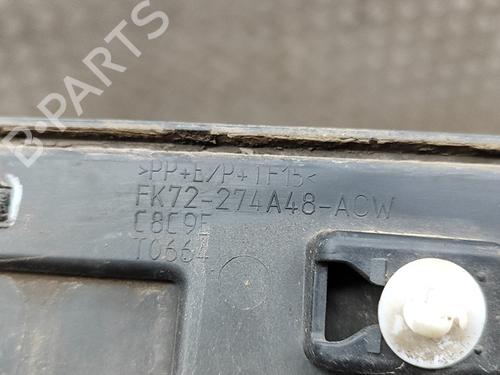 B-PARTS
>PP+E/P+TF15<
FK72-274A48-ACW
C8C9E
T0664